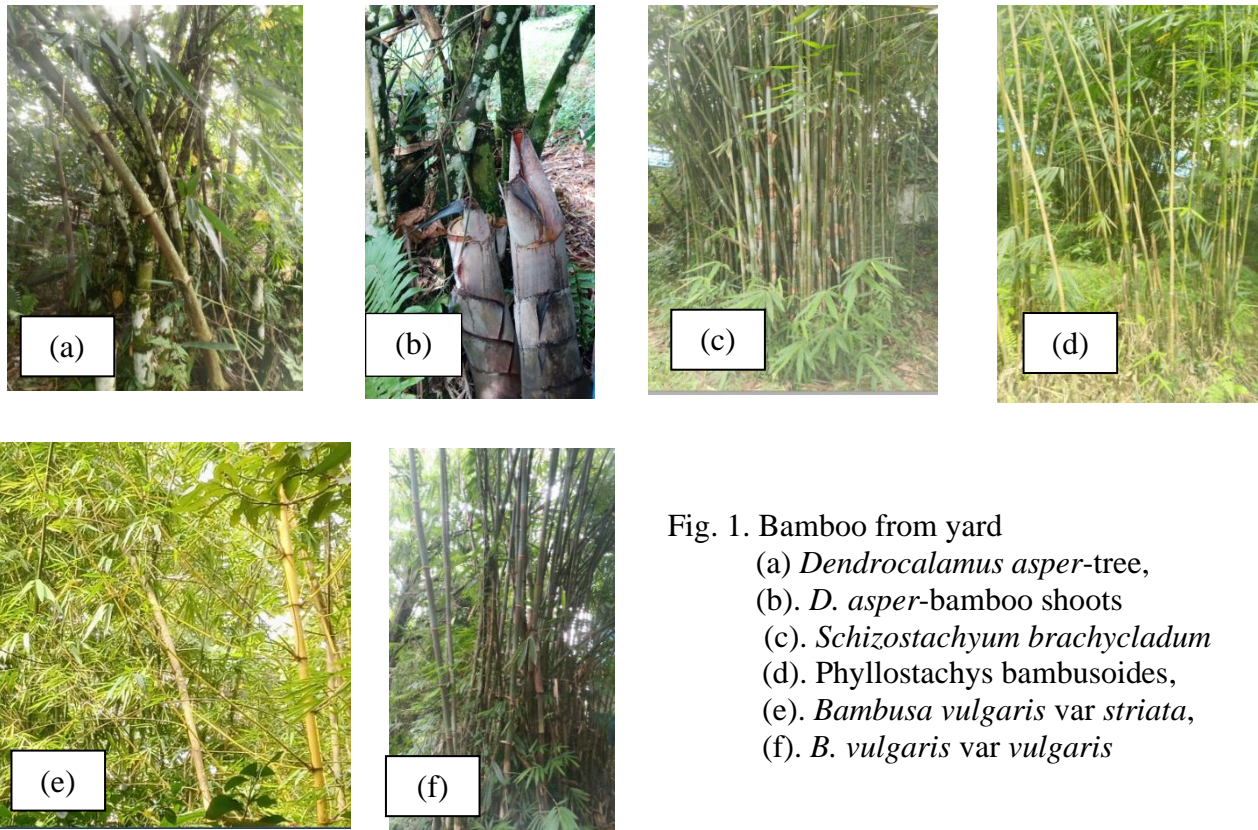 (a)
(b)
(c)
(d)
(e)
(f)
Fig. 1. Bamboo from yard
(a) Dendrocalamus asper-tree,
(b). D. asper-bamboo shoots
(c). Schizostachyum brachycladum
(d). Phyllostachys bambusoides,
(e). Bambusa vulgaris var striata,
(f). B. vulgaris var vulgaris